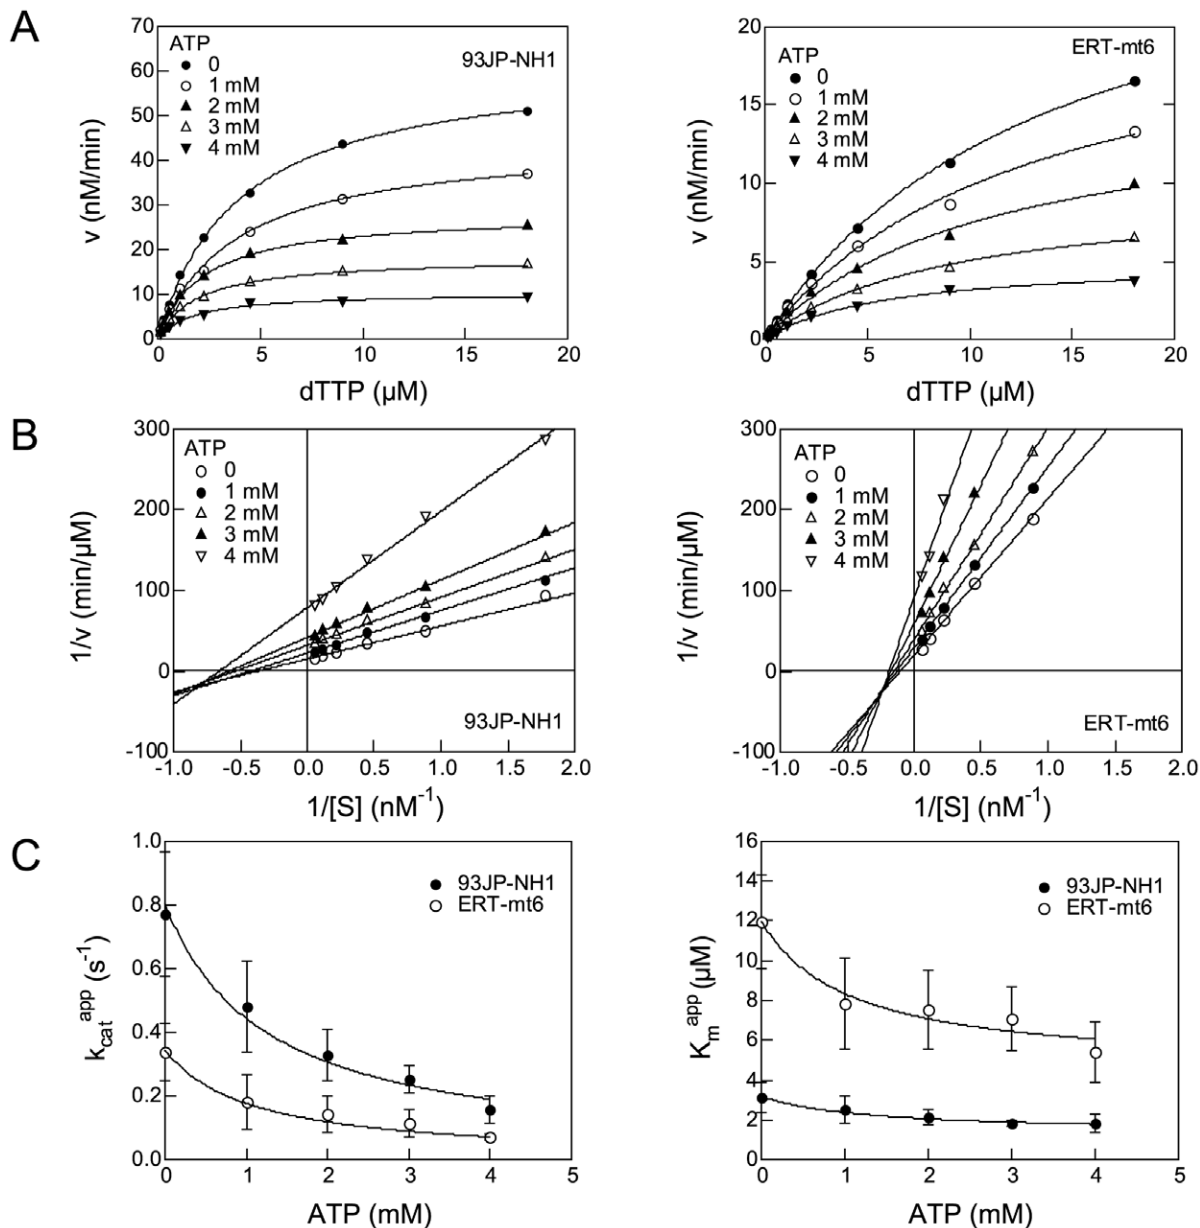 A
70
60
50
40
30
20
10
0
v (nM/min)
ATP
0
1 mM
2 mM
3 mM
4 mM
93JP-NH1
0
5
10
15
20
dTTP (µM)
20
15
10
5
0
v (nM/min)
ATP
0
1 mM
2 mM
3 mM
4 mM
ERT-mt6
0
5
10
15
20
dTTP (µM)
B
300
200
100
0
-100
1/v (min/µM)
ATP
0
1 mM
2 mM
3 mM
4 mM
93JP-NH1
-1.0
-0.5
0.0
0.5
1.0
1.5
2.0
1/[S] (nM⁻¹)
300
200
100
0
-100
1/v (min/µM)
ATP
0
1 mM
2 mM
3 mM
4 mM
ERT-mt6
-1.0
-0.5
0.0
0.5
1.0
1.5
2.0
1/[S] (nM⁻¹)
C
1.0
0.8
0.6
0.4
0.2
0.0
k_cat^app (s⁻¹)
93JP-NH1
ERT-mt6
0
1
2
3
4
5
ATP (mM)
16
14
12
10
8
6
4
2
0
K_m^app (µM)
93JP-NH1
ERT-mt6
0
1
2
3
4
5
ATP (mM)